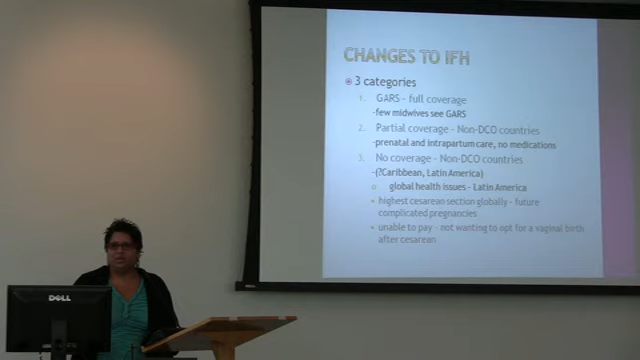 CHANGES TO IFH
3 categories
1. GARS - full coverage
-few midwives see GARS
2. Partial coverage - Non-DCO countries
-prenatal and intrapartum care, no medications
3. No coverage - Non-DCO countries
-(?Caribbean, Latin America)
global health issues - Latin America
highest cesarean section globally - future
complicated pregnancies
unable to pay - not wanting to opt for a vaginal birth
after cesarean
DELL